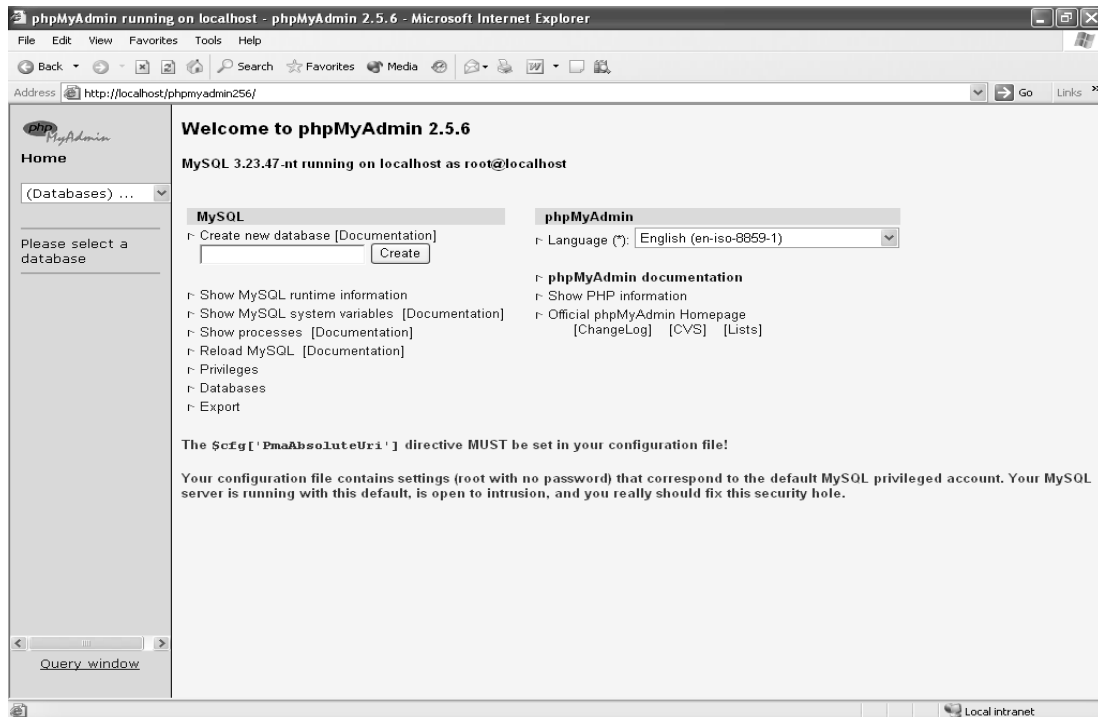 phpMyAdmin running on localhost - phpMyAdmin 2.5.6 - Microsoft Internet Explorer
File Edit View Favorites Tools Help
Back Search Favorites Media
Address http://localhost/phpmyadmin256/ Go Links »
php
MyAdmin
Home
(Databases) ...
Please select a
database
Query window
Welcome to phpMyAdmin 2.5.6
MySQL 3.23.47-nt running on localhost as root@localhost
MySQL
Create new database [Documentation]
Create
Show MySQL runtime information
Show MySQL system variables [Documentation]
Show processes [Documentation]
Reload MySQL [Documentation]
Privileges
Databases
Export
phpMyAdmin
Language (*): English (en-iso-8859-1)
phpMyAdmin documentation
Show PHP information
Official phpMyAdmin Homepage
[ChangeLog] [CVS] [Lists]
The $cfg['PmaAbsoluteUri'] directive MUST be set in your configuration file!
Your configuration file contains settings (root with no password) that correspond to the default MySQL privileged account. Your MySQL
server is running with this default, is open to intrusion, and you really should fix this security hole.
Local intranet